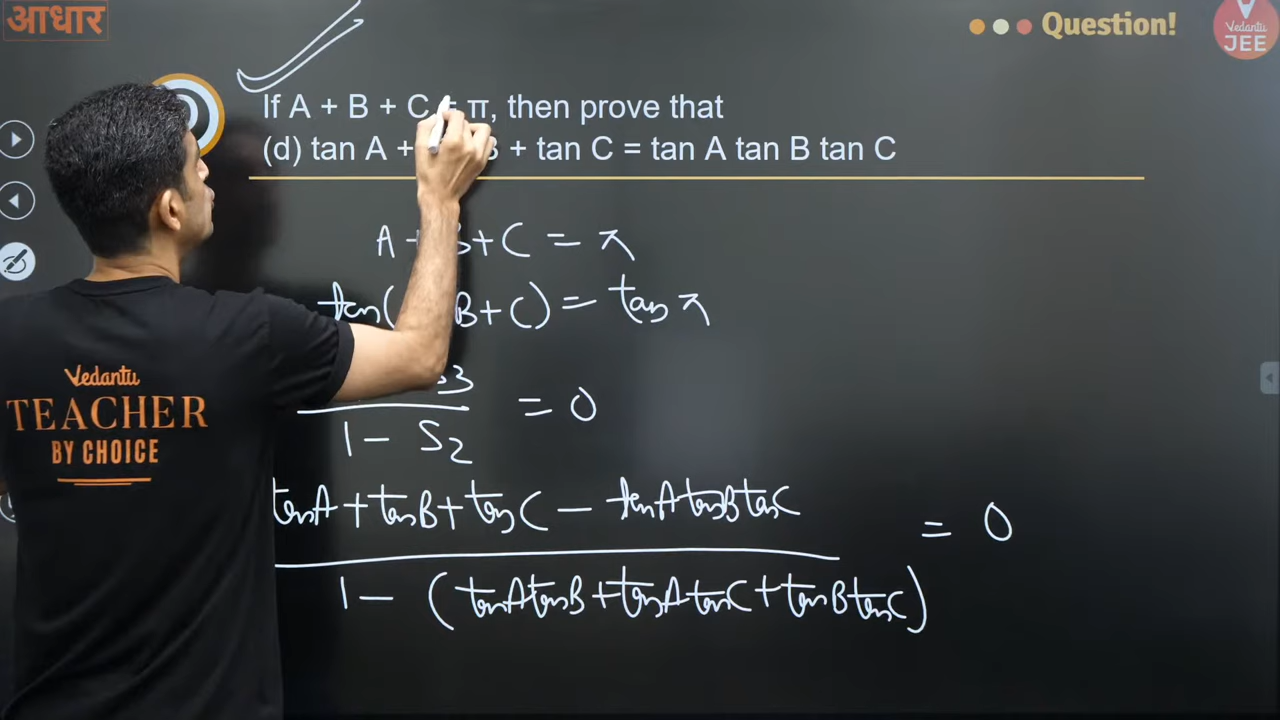 आधार
Question!
Vedantu
JEE
If A + B + C = π, then prove that
(d) tan A + B + tan C = tan A tan B tan C
A + B + C = π
tan( B + C) = tan π
S3
1 - S2
= 0
tanA + tanB + tanC - tanA tanB tanC
= 0
1 - (tanA tanB + tanA tanC + tanB tanC)
Vedantu
TEACHER
BY CHOICE